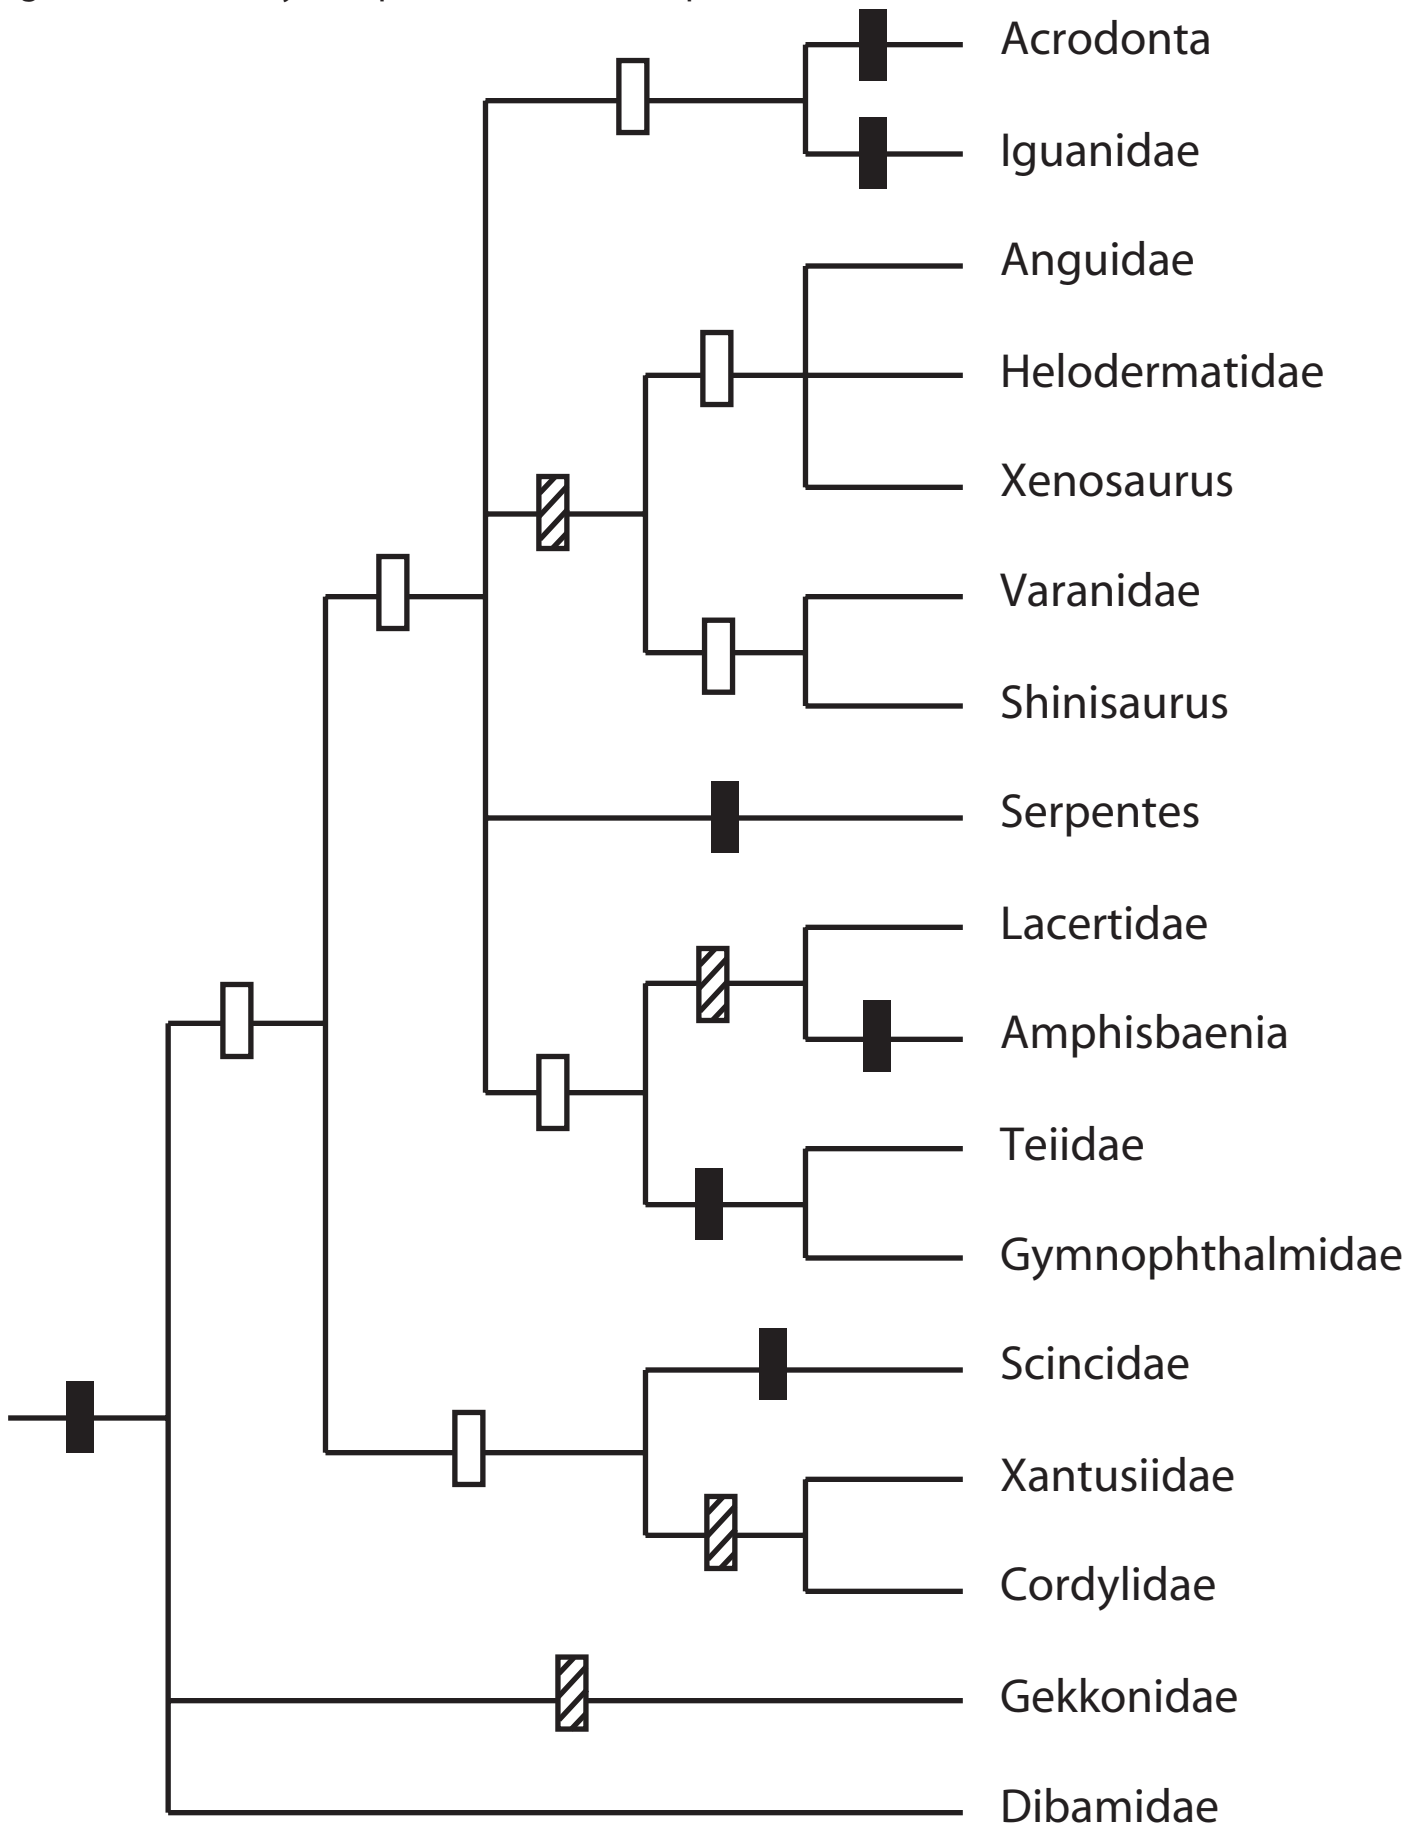 Acrodonta
Iguanidae
Anguidae
Helodermatidae
Xenosaurus
Varanidae
Shinisaurus
Serpentes
Lacertidae
Amphisbaenia
Teiidae
Gymnophthalmidae
Scincidae
Xantusiidae
Cordylidae
Gekkonidae
Dibamidae